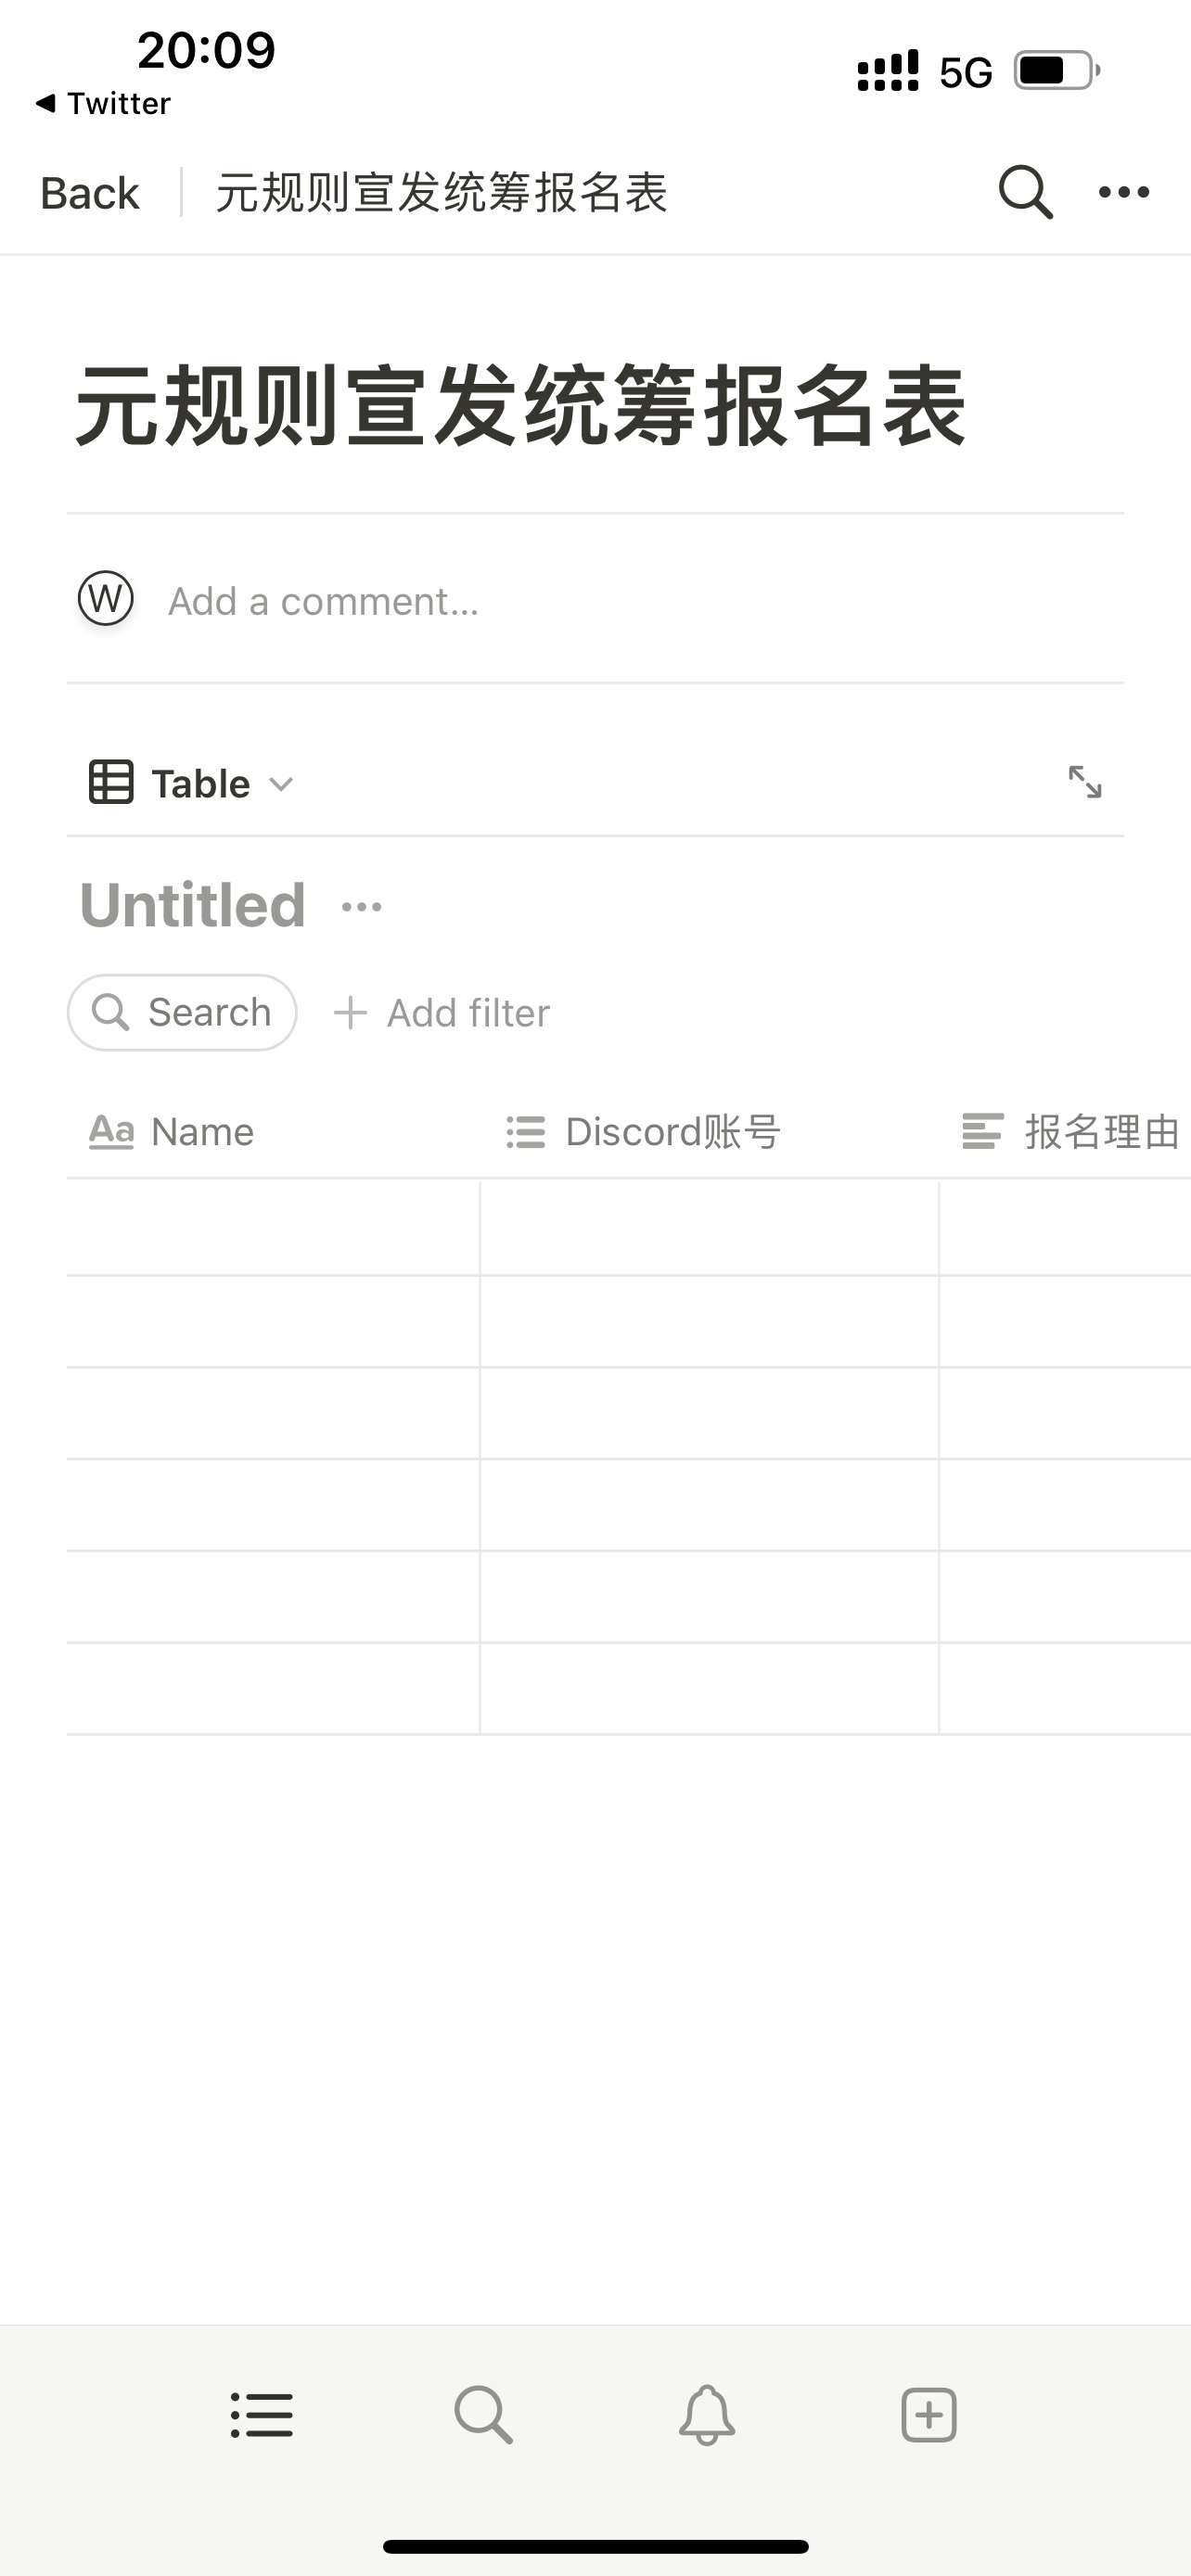 20:09
5G
◀ Twitter
Back
元规则宣发统筹报名表
元规则宣发统筹报名表
W
Add a comment...
Table
Untitled
Search
Add filter
Aa Name
Discord账号
报名理由